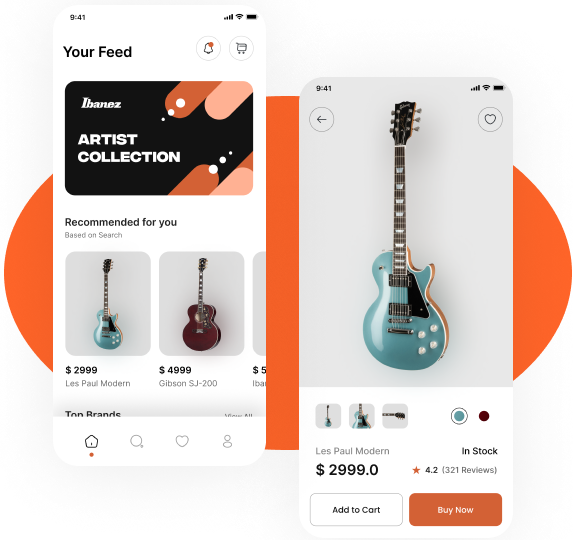 9:41
Your Feed
Ibanez
ARTIST
COLLECTION
Recommended for you
Based on Search
$ 2999
Les Paul Modern
$ 4999
Gibson SJ-200
$ 5
Iba
Top Brands
View All
9:41
Les Paul Modern
In Stock
$ 2999.0
4.2 (321 Reviews)
Add to Cart
Buy Now